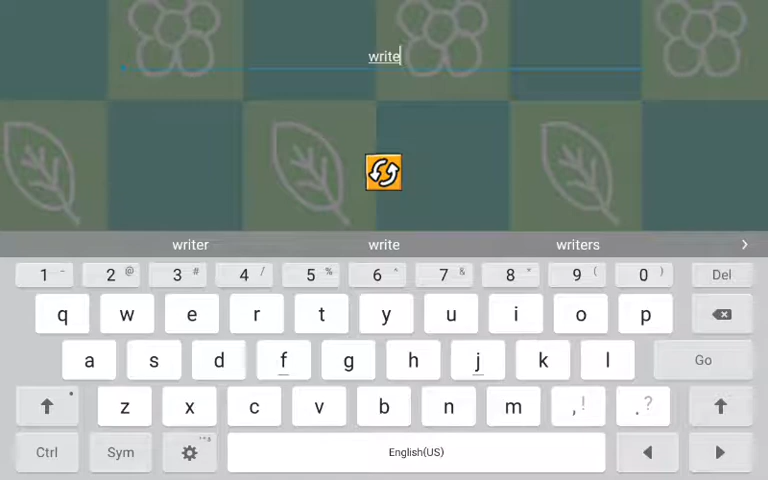 write
writer write writers >
1 - 2 @ 3 # 4 / 5 % 6 ^ 7 & 8 * 9 ( 0 ) Del
q w e r t y u i o p
a s d f g h j k l Go
z x c v b n m , ! . ?
Ctrl Sym English(US)